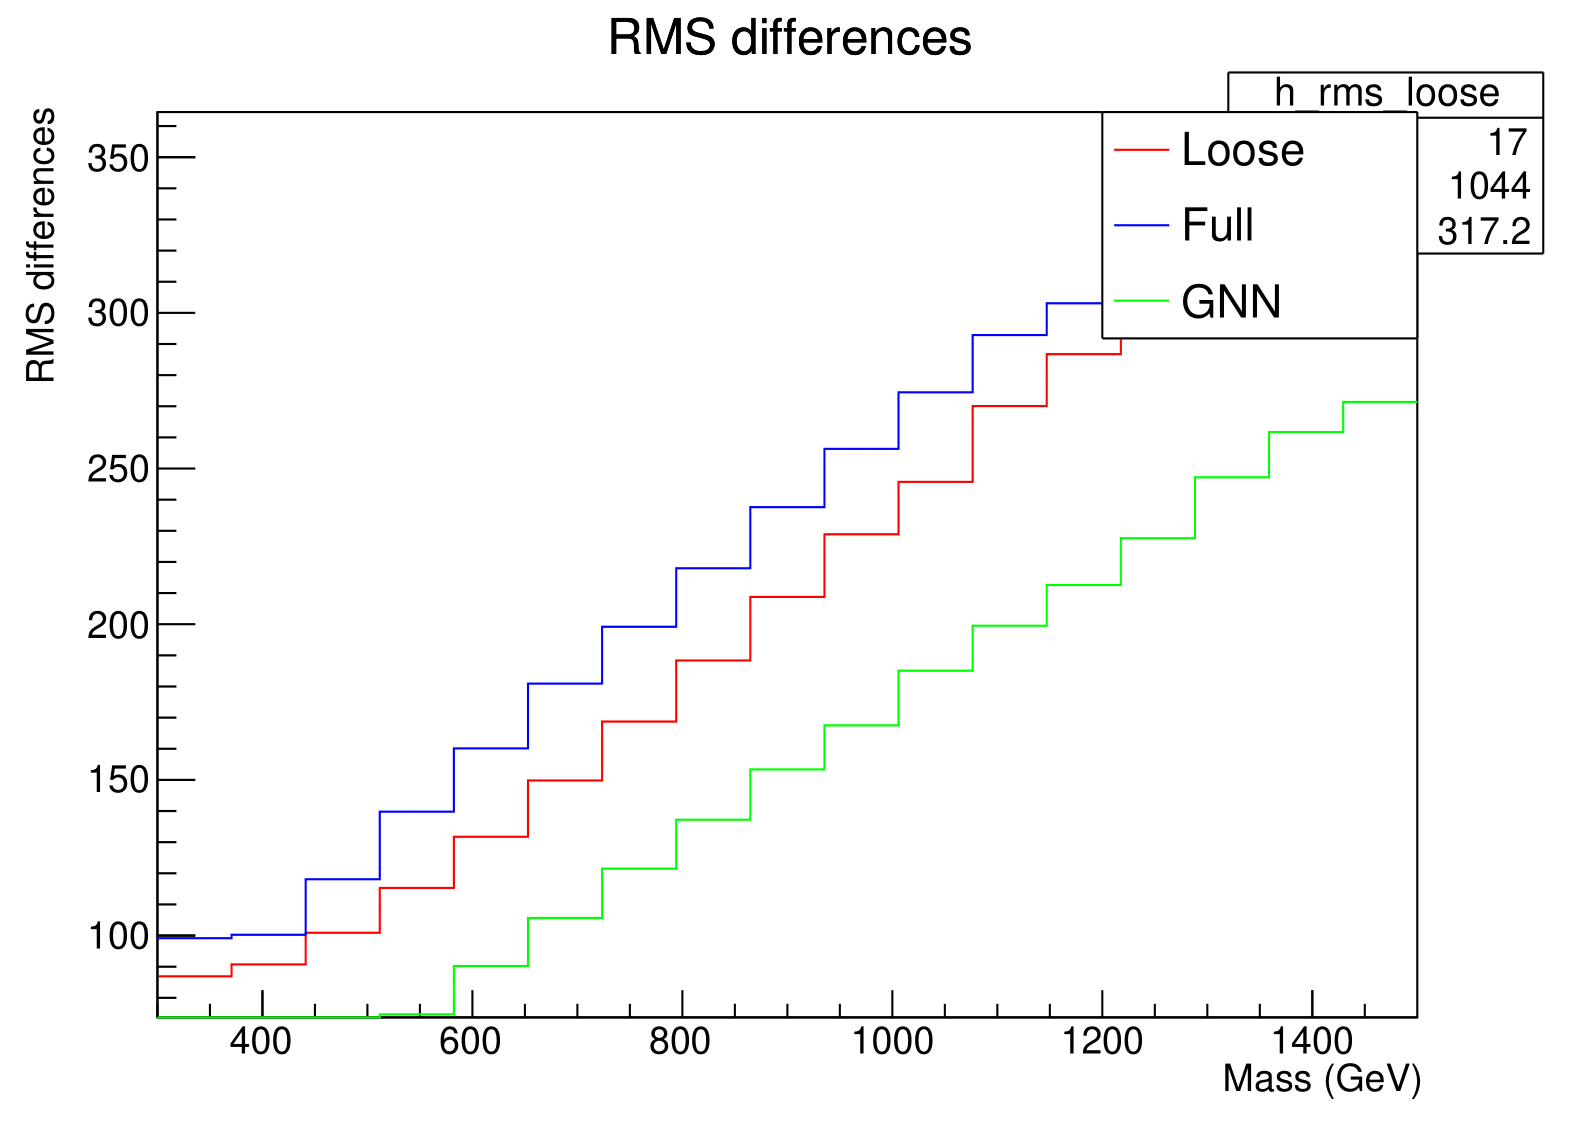 RMS differences
h_rms_loose
17
1044
317.2
Loose
Full
GNN
RMS differences
350
300
250
200
150
100
400 600 800 1000 1200 1400
Mass (GeV)